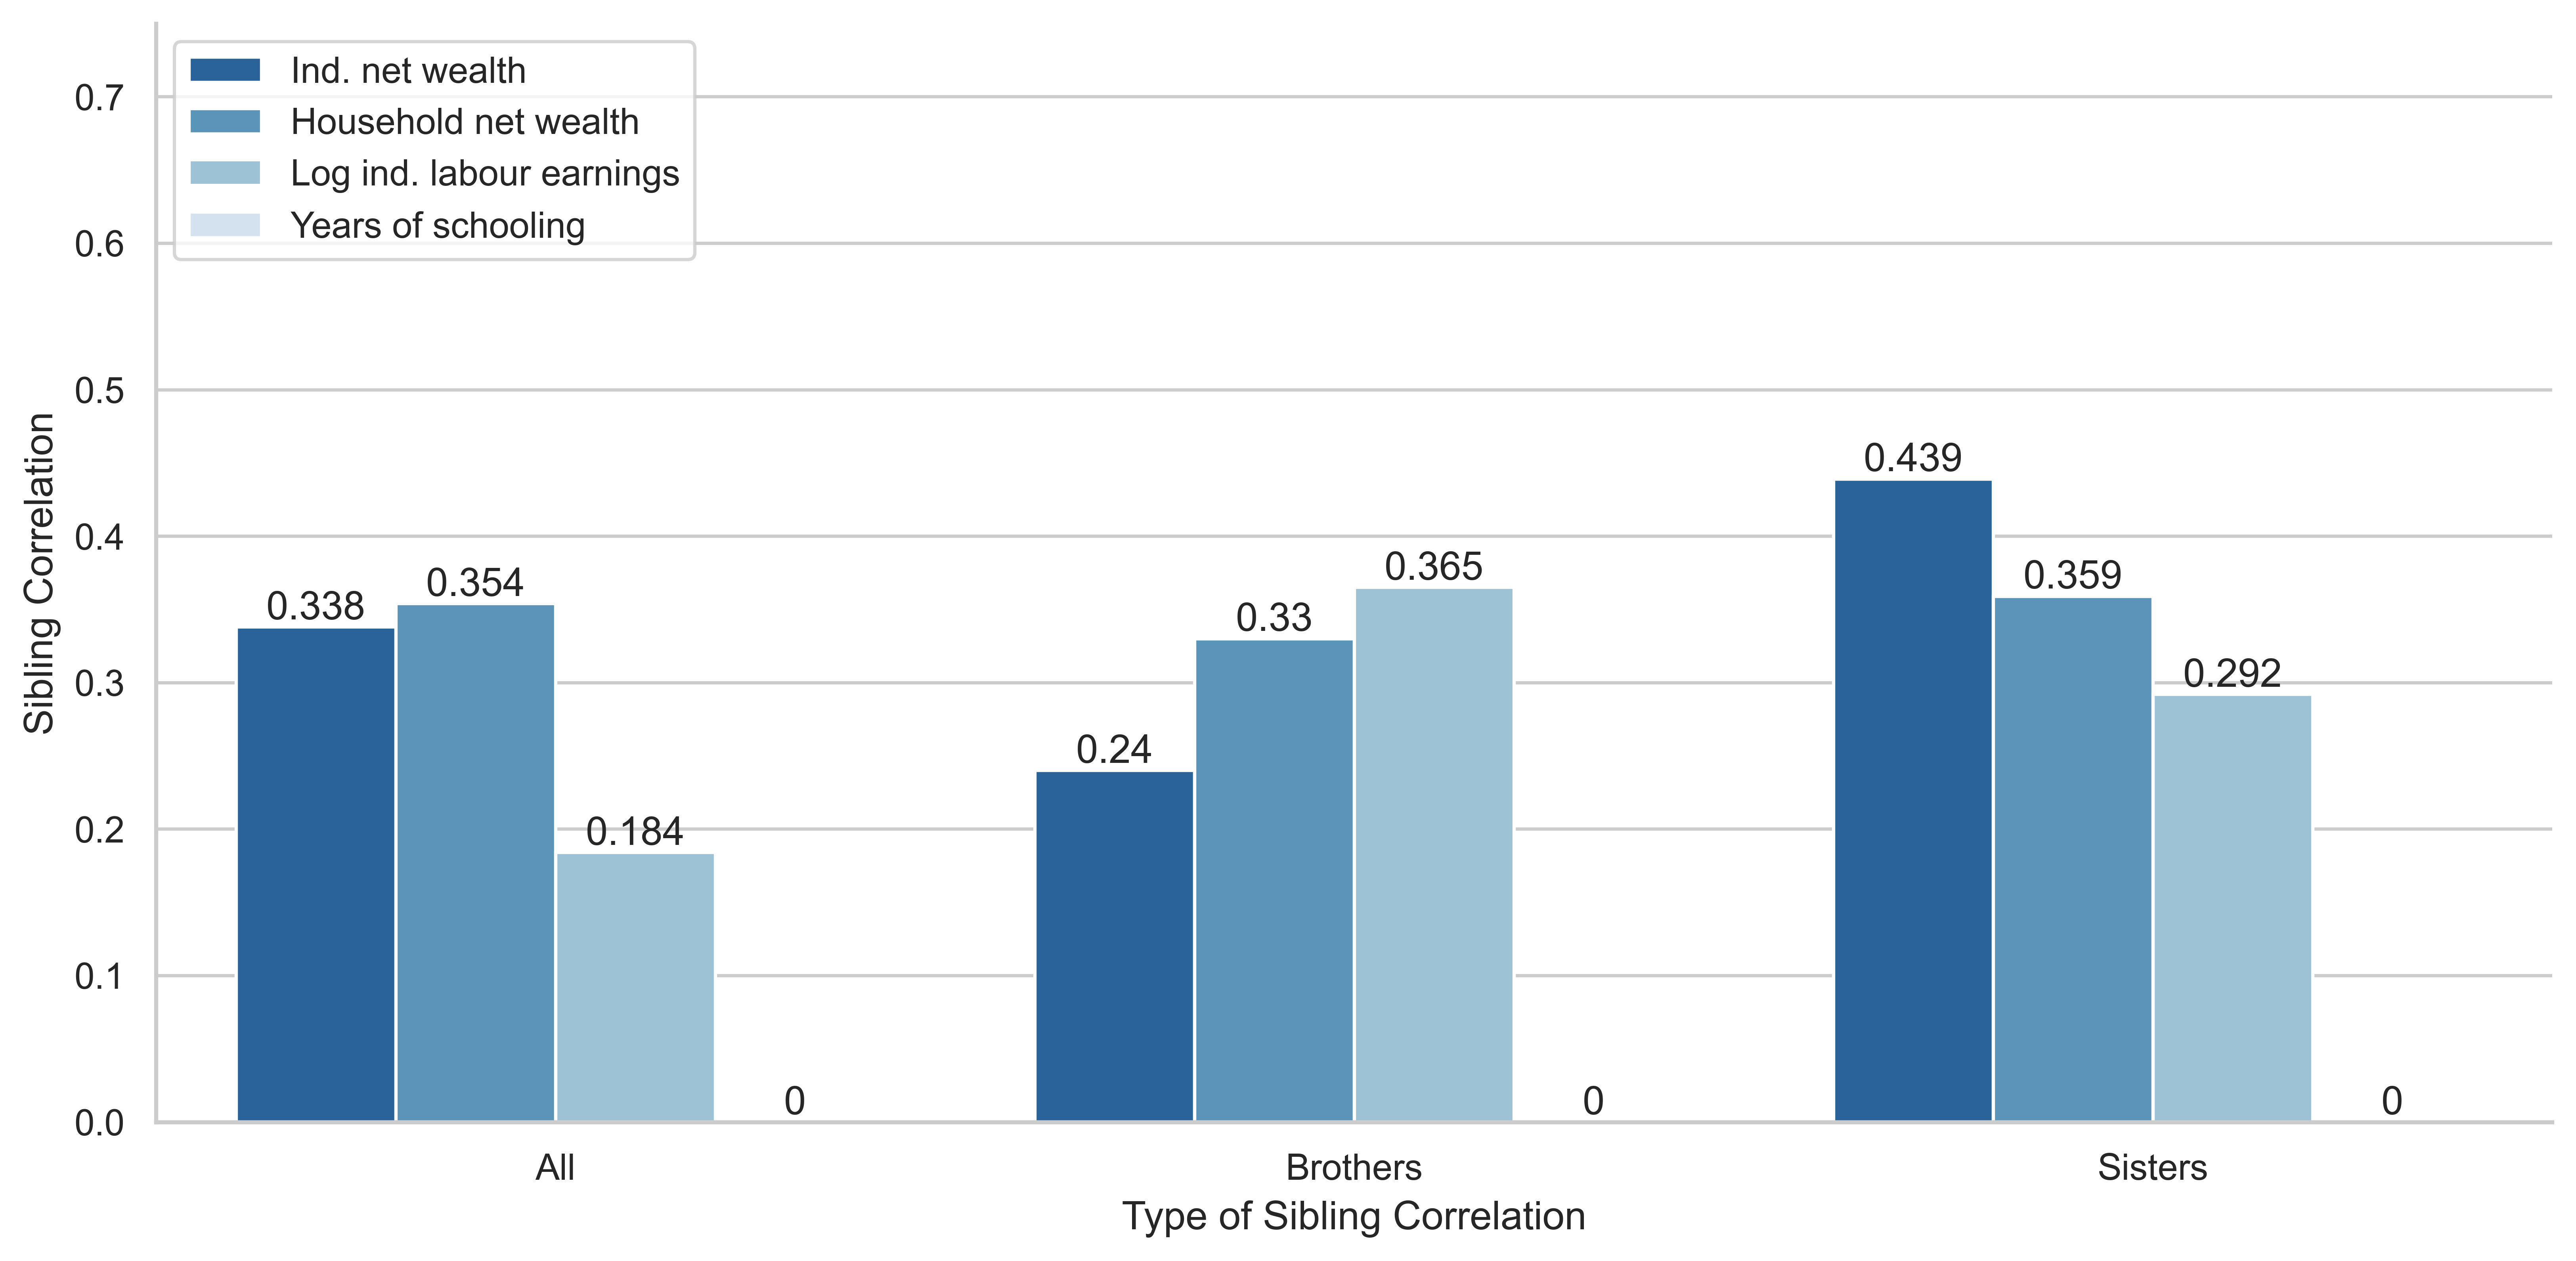 Ind. net wealth
Household net wealth
Log ind. labour earnings
Years of schooling
0.7
0.6
0.5
0.4
0.3
0.2
0.1
0.0
Sibling Correlation
0.338
0.354
0.184
0
0.24
0.33
0.365
0
0.439
0.359
0.292
0
All
Brothers
Sisters
Type of Sibling Correlation